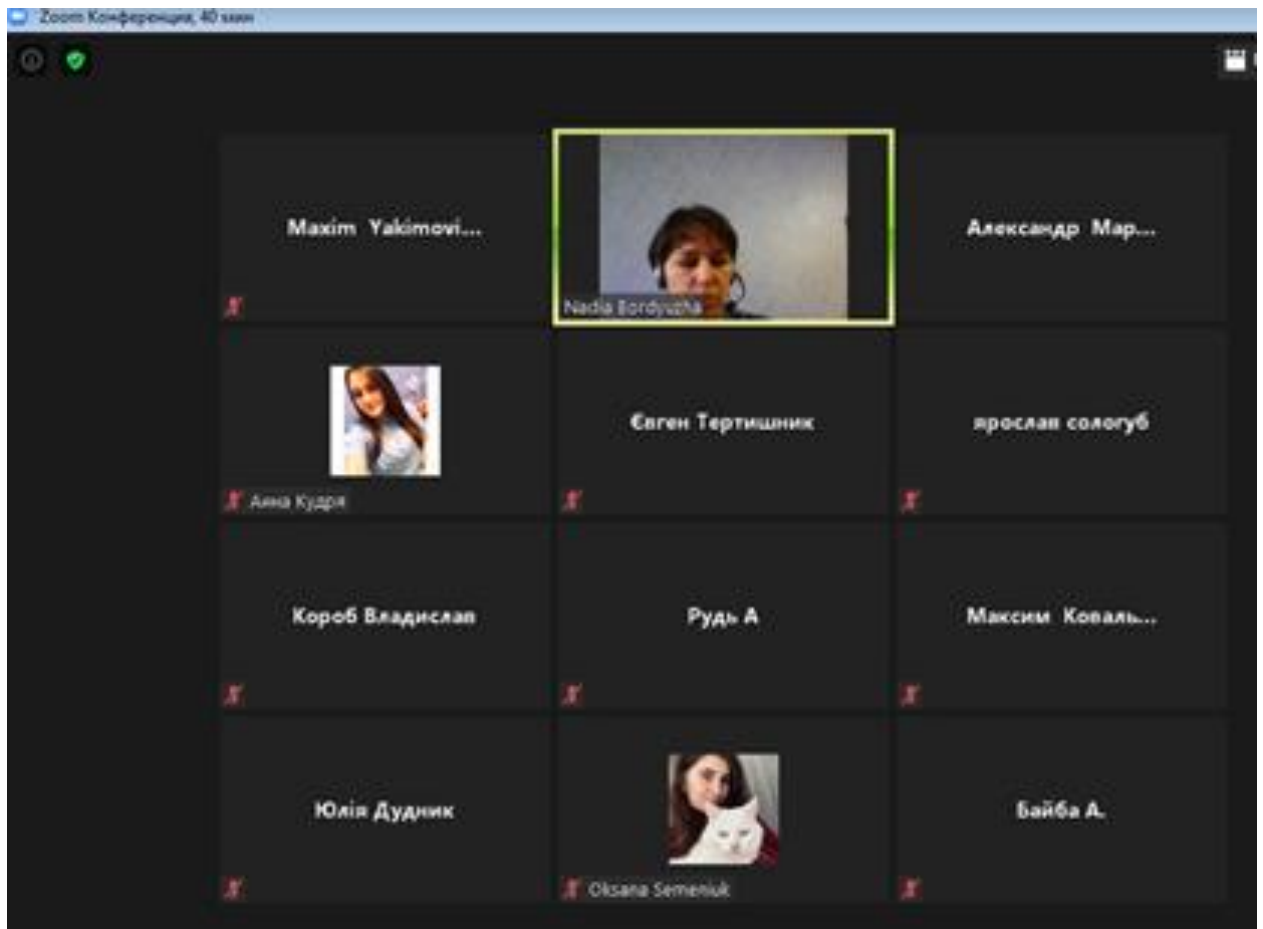 Zoom Конференция, 40 мин
Maxim Yakimovi...
Nadia Bordyuzha
Александр Мар...
Анна Кудря
Євген Тертишник
ярослав сологуб
Короб Владислав
Рудь А
Максим Коваль...
Юлія Дудник
Oksana Semeniuk
Байба А.